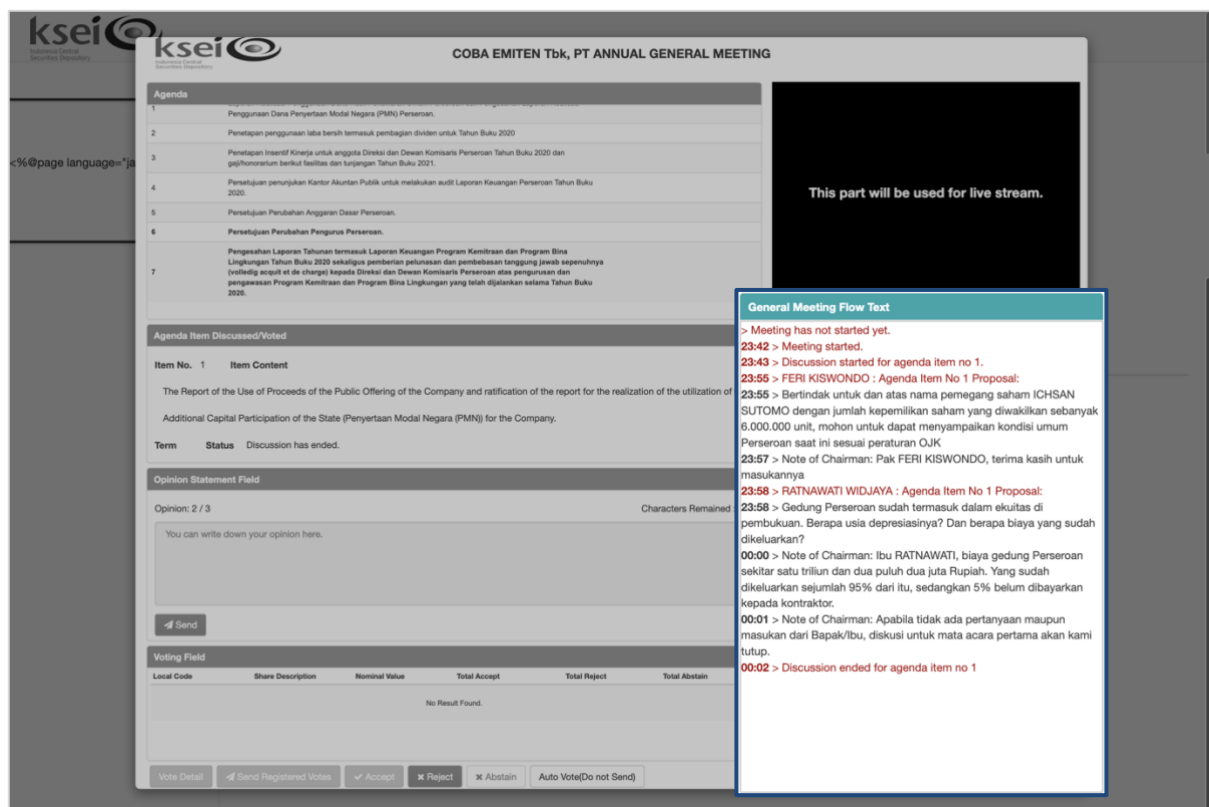 ksei
Indonesia Central
Securities Depository
ksei
Indonesia Central
Securities Depository
COBA EMITEN Tbk, PT ANNUAL GENERAL MEETING
<%@page language="ja
Agenda
1
Penggunaan Dana Penyertaan Modal Negara (PMN) Perseroan.
2 Penetapan penggunaan laba bersih termasuk pembagian dividen untuk Tahun Buku 2020
3 Penetapan Insentif Kinerja untuk anggota Direksi dan Dewan Komisaris Perseroan Tahun Buku 2020 dan
gaji/honorarium berikut fasilitas dan tunjangan Tahun Buku 2021.
4 Persetujuan penunjukan Kantor Akuntan Publik untuk melakukan audit Laporan Keuangan Perseroan Tahun Buku
2020.
5 Persetujuan Perubahan Anggaran Dasar Perseroan.
6 Persetujuan Perubahan Pengurus Perseroan.
7 Pengesahan Laporan Tahunan termasuk Laporan Keuangan Program Kemitraan dan Program Bina
Lingkungan Tahun Buku 2020 sekaligus pemberian pelunasan dan pembebasan tanggung jawab sepenuhnya
(volledig acquit et de charge) kepada Direksi dan Dewan Komisaris Perseroan atas pengurusan dan
pengawasan Program Kemitraan dan Program Bina Lingkungan yang telah dijalankan selama Tahun Buku
2020.
This part will be used for live stream.
Agenda Item Discussed/Voted
Item No. 1 Item Content
The Report of the Use of Proceeds of the Public Offering of the Company and ratification of the report for the realization of the utilization of
Additional Capital Participation of the State (Penyertaan Modal Negara (PMN)) for the Company.
Term Status Discussion has ended.
Opinion Statement Field
Opinion: 2 / 3 Characters Remained :
You can write down your opinion here.
Send
Voting Field
Local Code Share Description Nominal Value Total Accept Total Reject Total Abstain
No Result Found.
Vote Detail Send Registered Votes Accept Reject Abstain Auto Vote(Do not Send)
General Meeting Flow Text
> Meeting has not started yet.
23:42 > Meeting started.
23:43 > Discussion started for agenda item no 1.
23:55 > FERI KISWONDO : Agenda Item No 1 Proposal:
23:55 > Bertindak untuk dan atas nama pemegang saham ICHSAN
SUTOMO dengan jumlah kepemilikan saham yang diwakilkan sebanyak
6.000.000 unit, mohon untuk dapat menyampaikan kondisi umum
Perseroan saat ini sesuai peraturan OJK
23:57 > Note of Chairman: Pak FERI KISWONDO, terima kasih untuk
masukannya
23:58 > RATNAWATI WIDJAYA : Agenda Item No 1 Proposal:
23:58 > Gedung Perseroan sudah termasuk dalam ekuitas di
pembukuan. Berapa usia depresiasinya? Dan berapa biaya yang sudah
dikeluarkan?
00:00 > Note of Chairman: Ibu RATNAWATI, biaya gedung Perseroan
sekitar satu triliun dan dua puluh dua juta Rupiah. Yang sudah
dikeluarkan sejumlah 95% dari itu, sedangkan 5% belum dibayarkan
kepada kontraktor.
00:01 > Note of Chairman: Apabila tidak ada pertanyaan maupun
masukan dari Bapak/Ibu, diskusi untuk mata acara pertama akan kami
tutup.
00:02 > Discussion ended for agenda item no 1